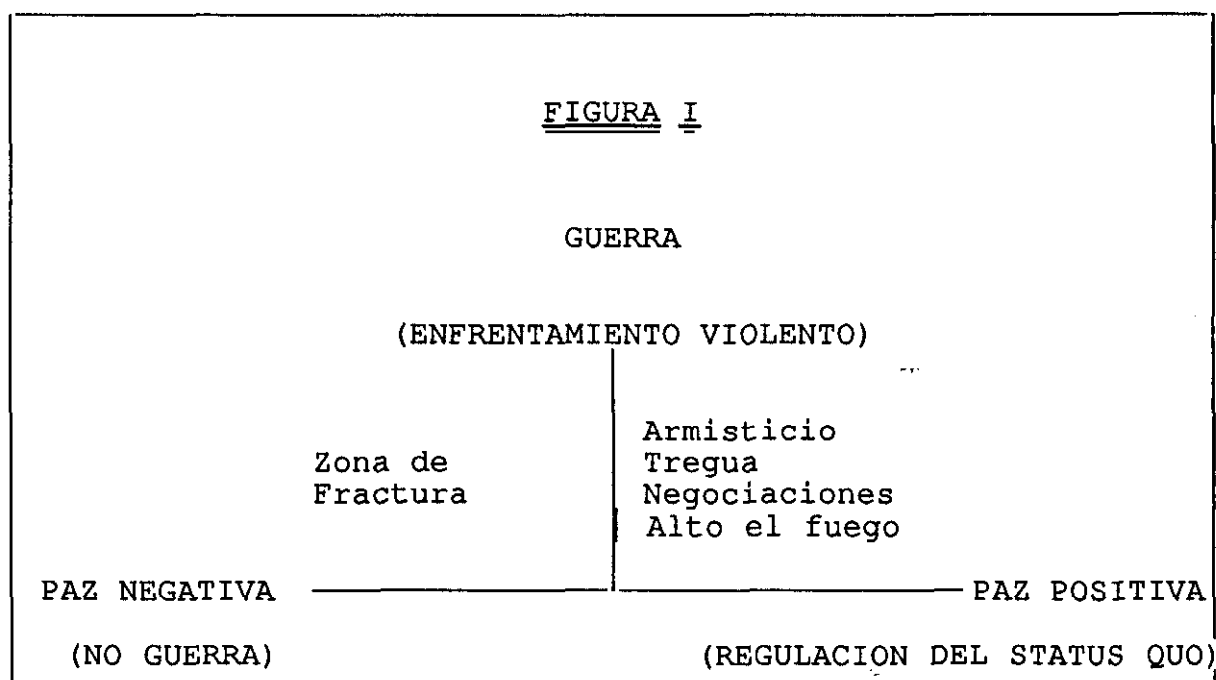 FIGURA I
GUERRA
(ENFRENTAMIENTO VIOLENTO)
Zona de
Fractura
Armisticio
Tregua
Negociaciones
Alto el fuego
PAZ NEGATIVA
PAZ POSITIVA
(NO GUERRA)
(REGULACION DEL STATUS QUO)